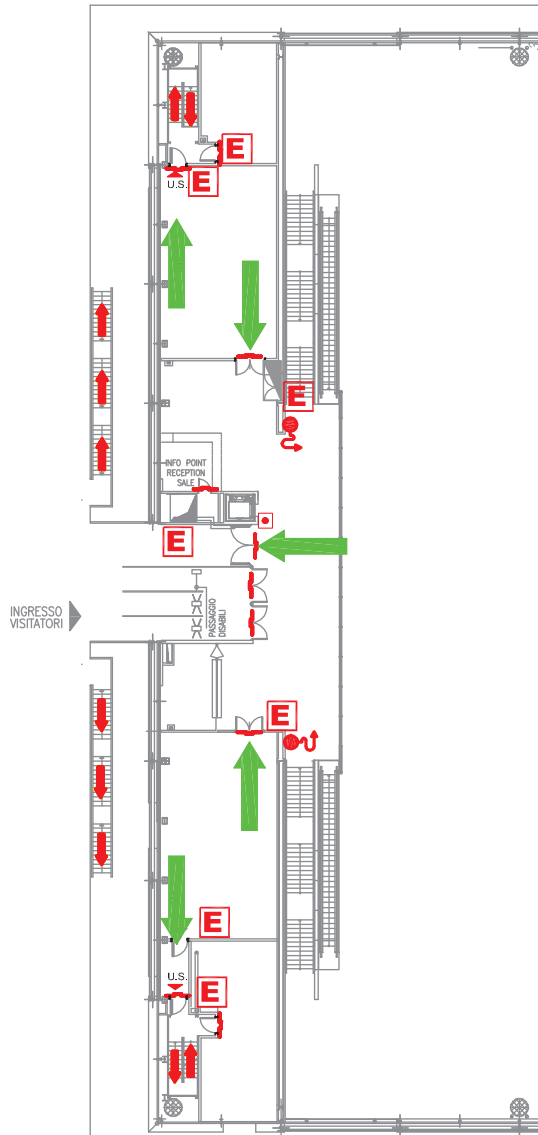 E
U.S.
E
E
INFO POINT
RECEPTION
SALE
E
INGRESSO
VISITATORI
PASSAGGIO
DISABILI
E
E
U.S.
E